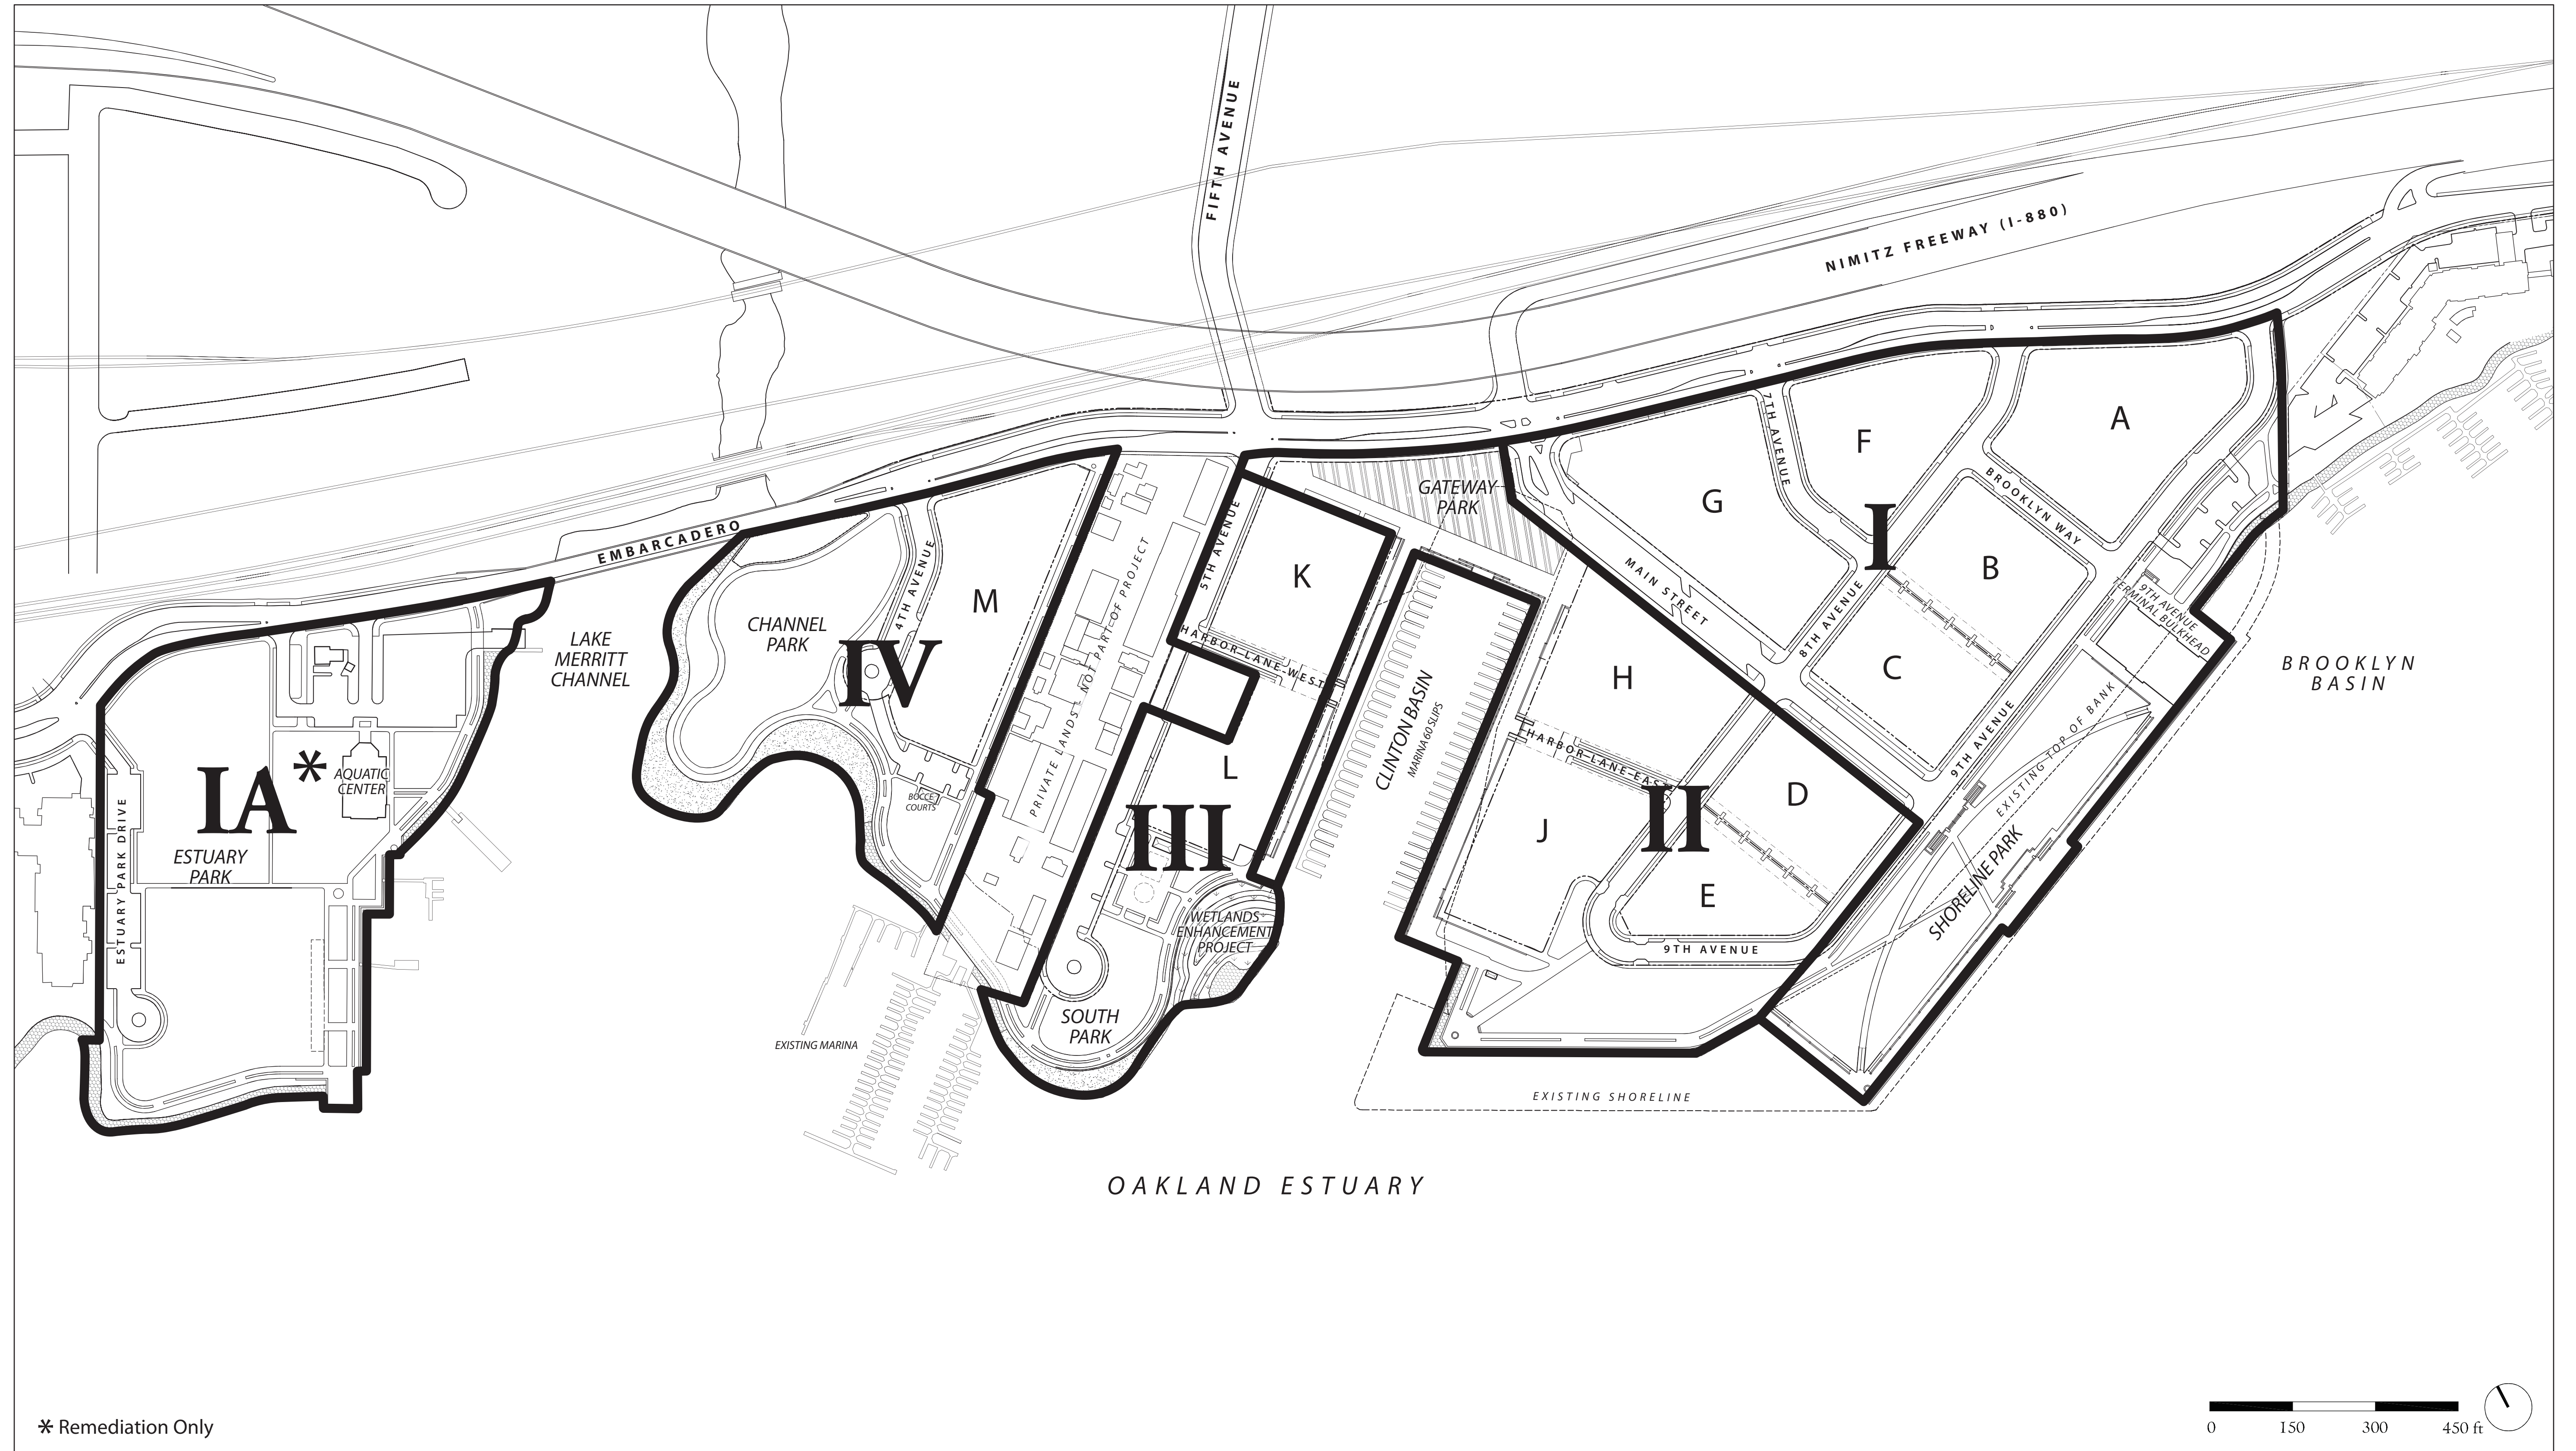 FIFTH AVENUE
NIMITZ FREEWAY (I-880)
EMBARCADERO
7TH AVENUE
F
A
G
I
BROOKLYN WAY
B
GATEWAY
PARK
MAIN STREET
8TH AVENUE
C
9TH AVENUE
TERMINAL BULKHEAD
BROOKLYN
BASIN
9TH AVENUE
EXISTING TOP OF BANK
SHORELINE PARK
LAKE
MERRITT
CHANNEL
CHANNEL
PARK
4TH AVENUE
M
IV
BOCCE
COURTS
PRIVATE LANDS - NOT PART OF PROJECT
5TH AVENUE
K
HARBOR LANE WEST
L
III
CLINTON BASIN
MARINA 60 SLIPS
H
HARBOR LANE EAST
J
II
D
E
9TH AVENUE
IA*
AQUATIC
CENTER
ESTUARY
PARK
ESTUARY PARK DRIVE
WETLANDS
ENHANCEMENT
PROJECT
SOUTH
PARK
EXISTING MARINA
EXISTING SHORELINE
OAKLAND ESTUARY
* Remediation Only
0 150 300 450 ft